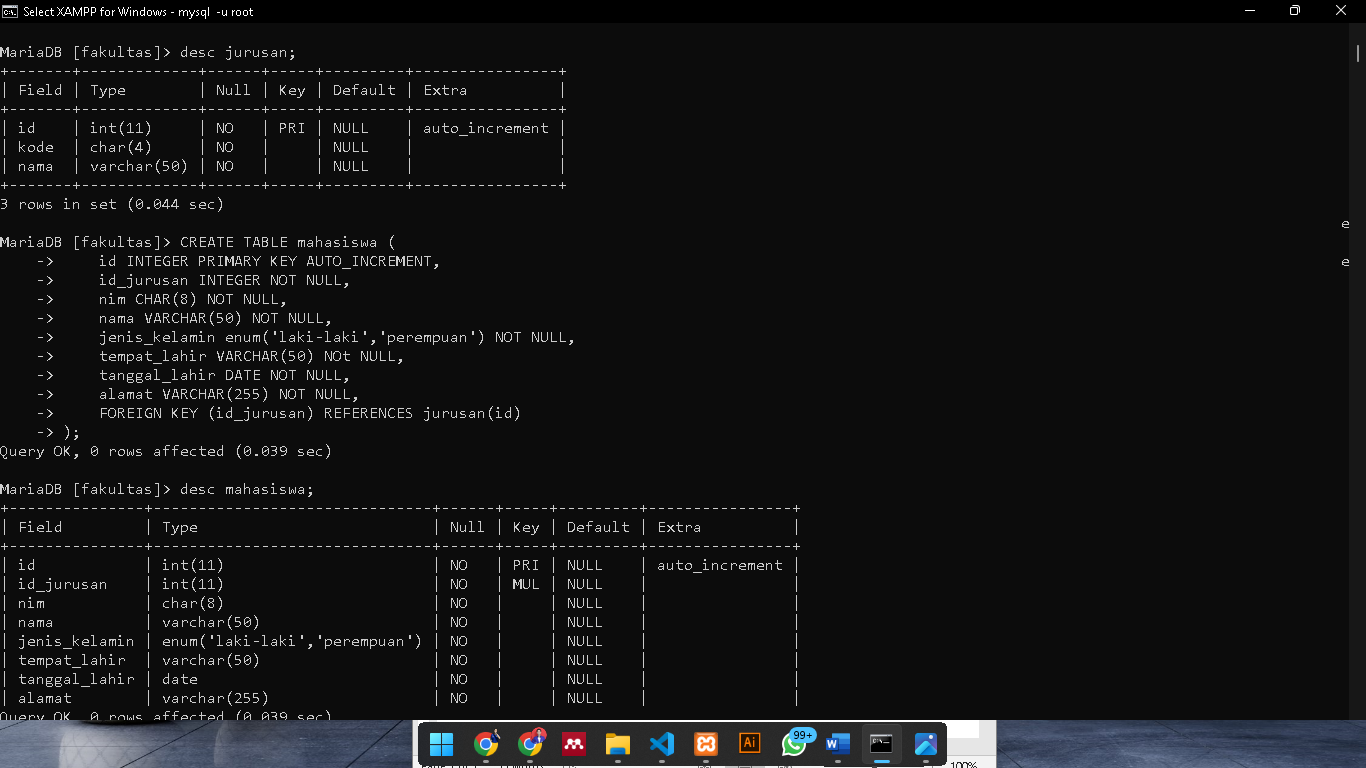 Select XAMPP for Windows - mysql -u root
MariaDB [fakultas]> desc jurusan;
+-------+-------------+------+-----+---------+----------------+
| Field | Type        | Null | Key | Default | Extra          |
+-------+-------------+------+-----+---------+----------------+
| id    | int(11)     | NO   | PRI | NULL    | auto_increment |
| kode  | char(4)     | NO   |     | NULL    |                |
| nama  | varchar(50) | NO   |     | NULL    |                |
+-------+-------------+------+-----+---------+----------------+
3 rows in set (0.044 sec)
MariaDB [fakultas]> CREATE TABLE mahasiswa (
    ->     id INTEGER PRIMARY KEY AUTO_INCREMENT,
    ->     id_jurusan INTEGER NOT NULL,
    ->     nim CHAR(8) NOT NULL,
    ->     nama VARCHAR(50) NOT NULL,
    ->     jenis_kelamin enum('laki-laki','perempuan') NOT NULL,
    ->     tempat_lahir VARCHAR(50) NOt NULL,
    ->     tanggal_lahir DATE NOT NULL,
    ->     alamat VARCHAR(255) NOT NULL,
    ->     FOREIGN KEY (id_jurusan) REFERENCES jurusan(id)
    -> );
Query OK, 0 rows affected (0.039 sec)
MariaDB [fakultas]> desc mahasiswa;
+---------------+-------------------------------+------+-----+---------+----------------+
| Field         | Type                          | Null | Key | Default | Extra          |
+---------------+-------------------------------+------+-----+---------+----------------+
| id            | int(11)                       | NO   | PRI | NULL    | auto_increment |
| id_jurusan    | int(11)                       | NO   | MUL | NULL    |                |
| nim           | char(8)                       | NO   |     | NULL    |                |
| nama          | varchar(50)                   | NO   |     | NULL    |                |
| jenis_kelamin | enum('laki-laki','perempuan') | NO   |     | NULL    |                |
| tempat_lahir  | varchar(50)                   | NO   |     | NULL    |                |
| tanggal_lahir | date                          | NO   |     | NULL    |                |
| alamat        | varchar(255)                  | NO   |     | NULL    |                |
Query OK, 0 rows affected (0.039 sec)
e
e
Ai
99+
100%